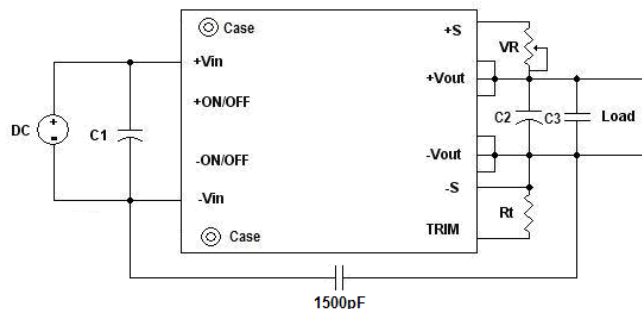 Case
+S
VR
+Vin
+Vout
+ON/OFF
DC
C1
C2
C3
Load
-ON/OFF
-Vout
-Vin
-S
Rt
Case
TRIM
1500pF